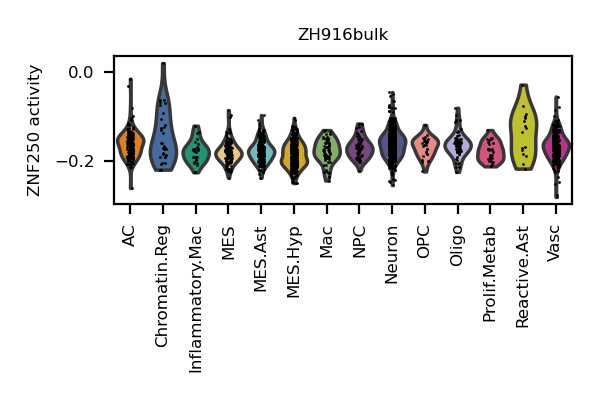 ZH916bulk
ZNF250 activity
0.0
−0.2
AC
Chromatin.Reg
Inflammatory.Mac
MES
MES.Ast
MES.Hyp
Mac
NPC
Neuron
OPC
Oligo
Prolif.Metab
Reactive.Ast
Vasc